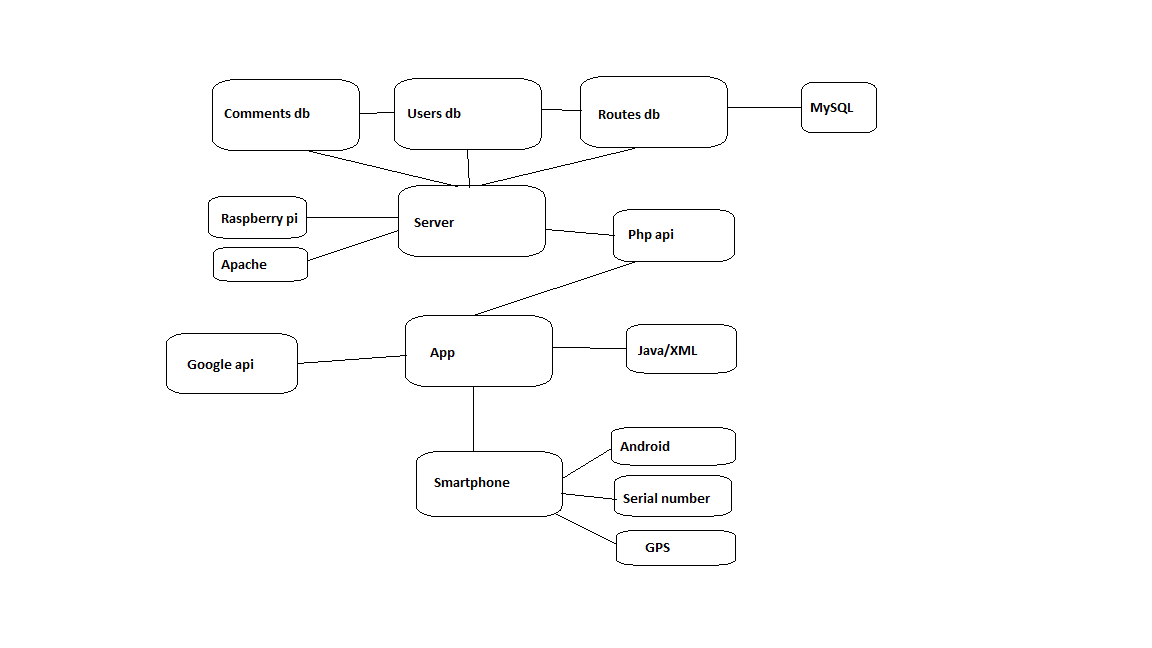 Comments db
Users db
Routes db
MySQL
Raspberry pi
Server
Php api
Apache
Google api
App
Java/XML
Android
Smartphone
Serial number
GPS